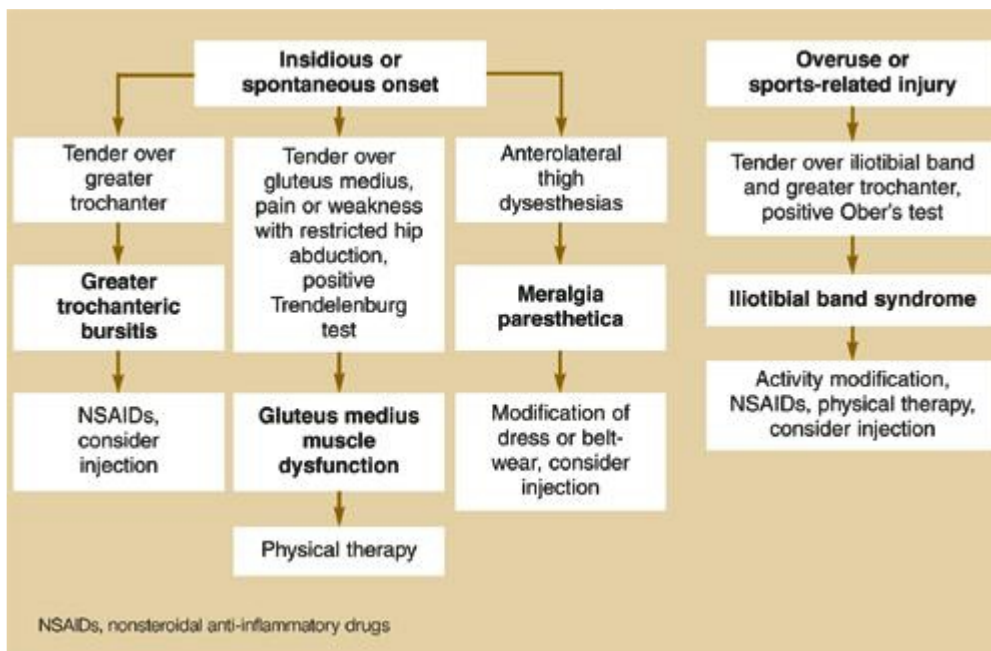 Insidious or
spontaneous onset
Overuse or
sports-related injury
Tender over
greater
trochanter
Tender over
gluteus medius,
pain or weakness
with restricted hip
abduction,
positive
Trendelenburg
test
Anterolateral
thigh
dysesthesias
Tender over iliotibial band
and greater trochanter,
positive Ober's test
Greater
trochanteric
bursitis
Meralgia
paresthetica
Iliotibial band syndrome
NSAIDs,
consider
injection
Gluteus medius
muscle
dysfunction
Modification of
dress or belt-
wear, consider
injection
Activity modification,
NSAIDs, physical therapy,
consider injection
Physical therapy
NSAIDs, nonsteroidal anti-inflammatory drugs